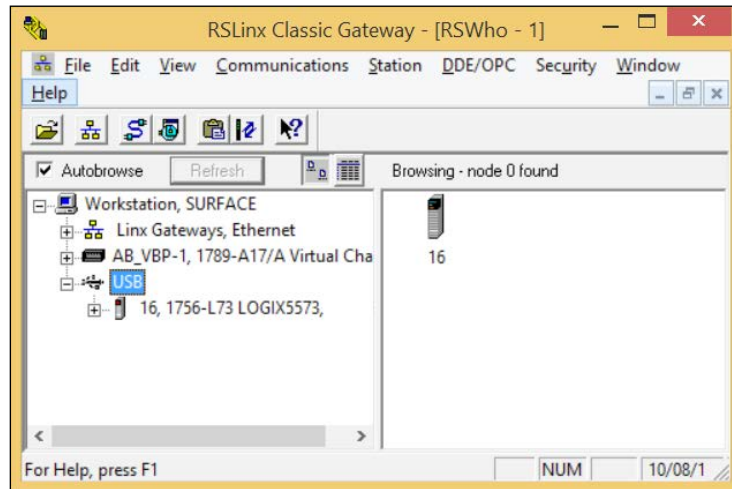 RSLinx Classic Gateway - [RSWho - 1]
File Edit View Communications Station DDE/OPC Security Window
Help
Autobrowse Refresh Browsing - node 0 found
Workstation, SURFACE
Linx Gateways, Ethernet
AB_VBP-1, 1789-A17/A Virtual Cha
16
USB
16, 1756-L73 LOGIX5573,
For Help, press F1 NUM 10/08/1